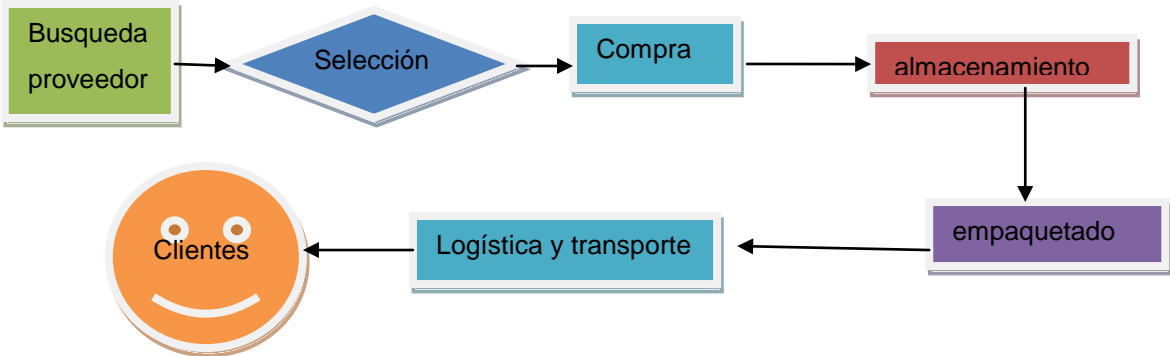 Busqueda
proveedor
Selección
Compra
almacenamiento
empaquetado
Logística y transporte
Clientes